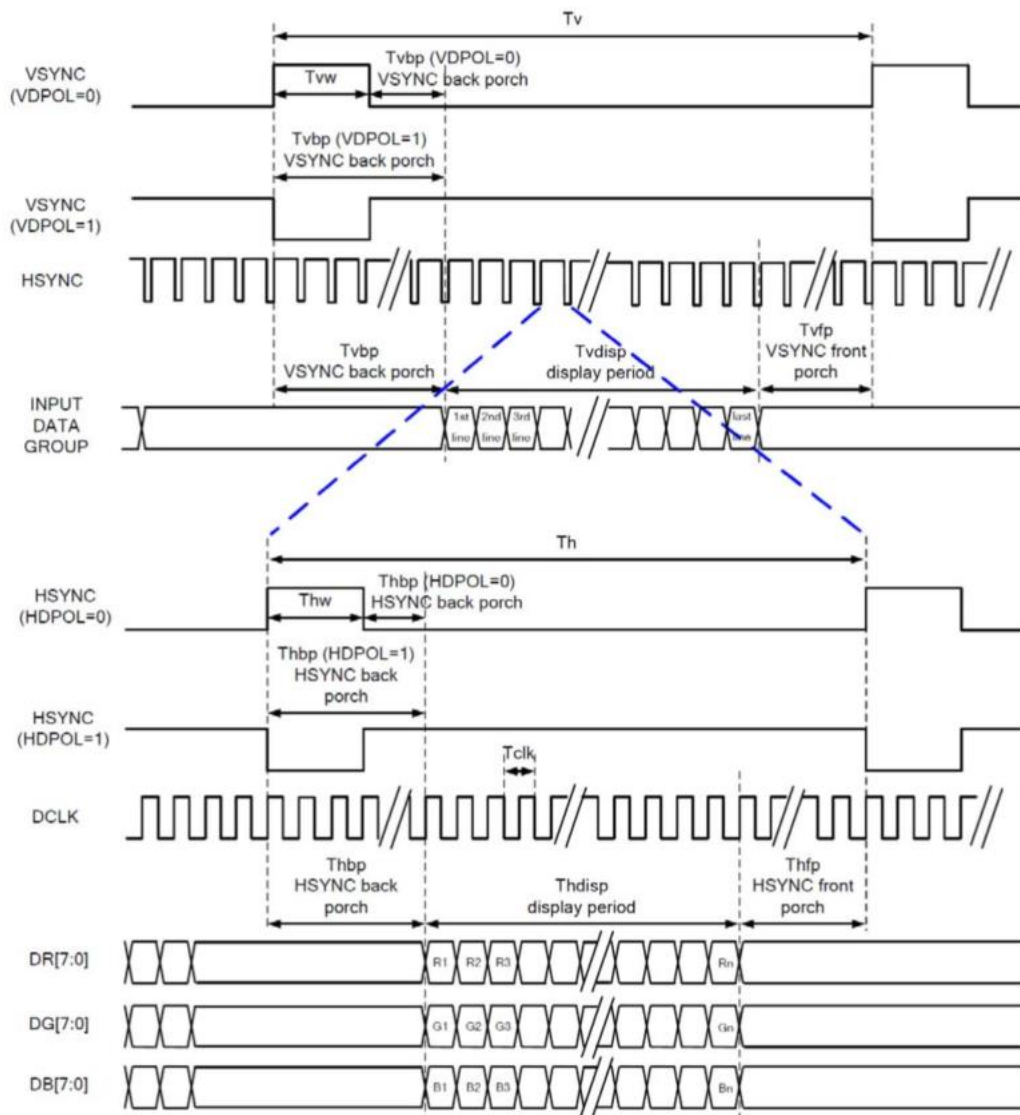 Tv
VSYNC
(VDPOL=0)
Tvw
Tvbp (VDPOL=0)
VSYNC back porch
Tvbp (VDPOL=1)
VSYNC back porch
VSYNC
(VDPOL=1)
HSYNC
Tvbp
VSYNC back porch
Tvdisp
display period
Tvfp
VSYNC front
porch
INPUT
DATA
GROUP
1st
line
2nd
line
3rd
line
last
line
Th
HSYNC
(HDPOL=0)
Thw
Thbp (HDPOL=0)
HSYNC back porch
Thbp (HDPOL=1)
HSYNC back
porch
HSYNC
(HDPOL=1)
Tclk
DCLK
Thbp
HSYNC back
porch
Thdisp
display period
Thfp
HSYNC front
porch
DR[7:0]
R1 R2 R3 Rn
DG[7:0]
G1 G2 G3 Gn
DB[7:0]
B1 B2 B3 Bn